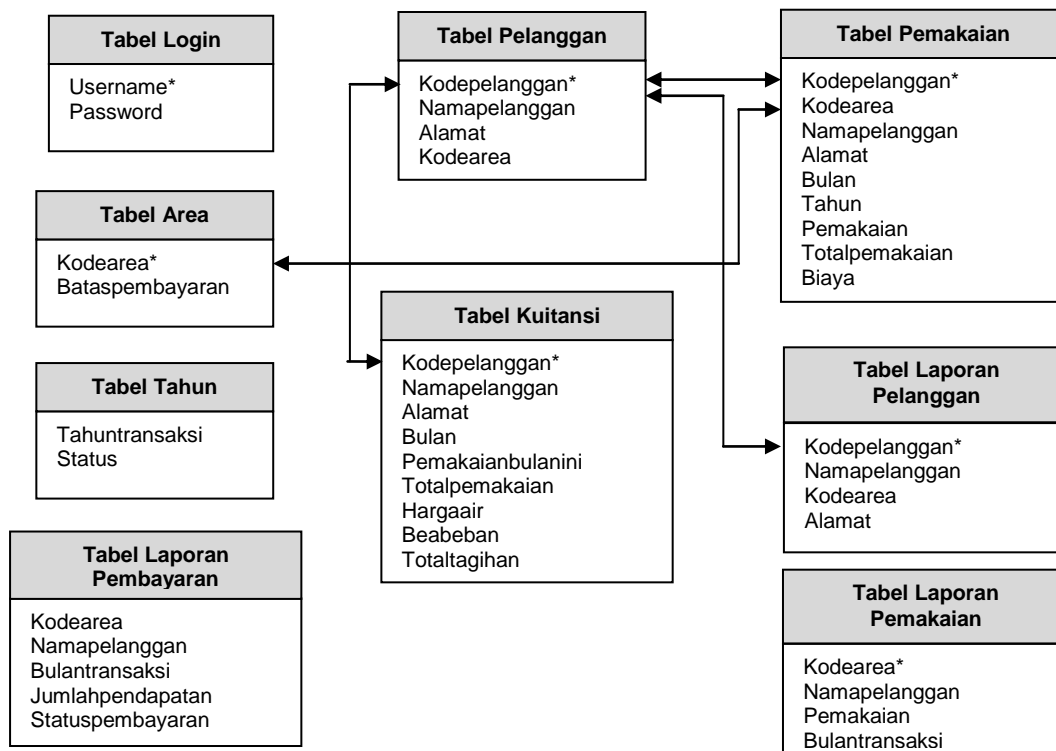 Tabel Login
Username*
Password
Tabel Pelanggan
Kodepelanggan*
Namapelanggan
Alamat
Kodearea
Tabel Pemakaian
Kodepelanggan*
Kodearea
Namapelanggan
Alamat
Bulan
Tahun
Pemakaian
Totalpemakaian
Biaya
Tabel Area
Kodearea*
Bataspembayaran
Tabel Kuitansi
Kodepelanggan*
Namapelanggan
Alamat
Bulan
Pemakaianbulanini
Totalpemakaian
Hargaair
Beabeban
Totaltagihan
Tabel Tahun
Tahuntransaksi
Status
Tabel Laporan
Pelanggan
Kodepelanggan*
Namapelanggan
Kodearea
Alamat
Tabel Laporan
Pembayaran
Kodearea
Namapelanggan
Bulantransaksi
Jumlahpendapatan
Statuspembayaran
Tabel Laporan
Pemakaian
Kodearea*
Namapelanggan
Pemakaian
Bulantransaksi